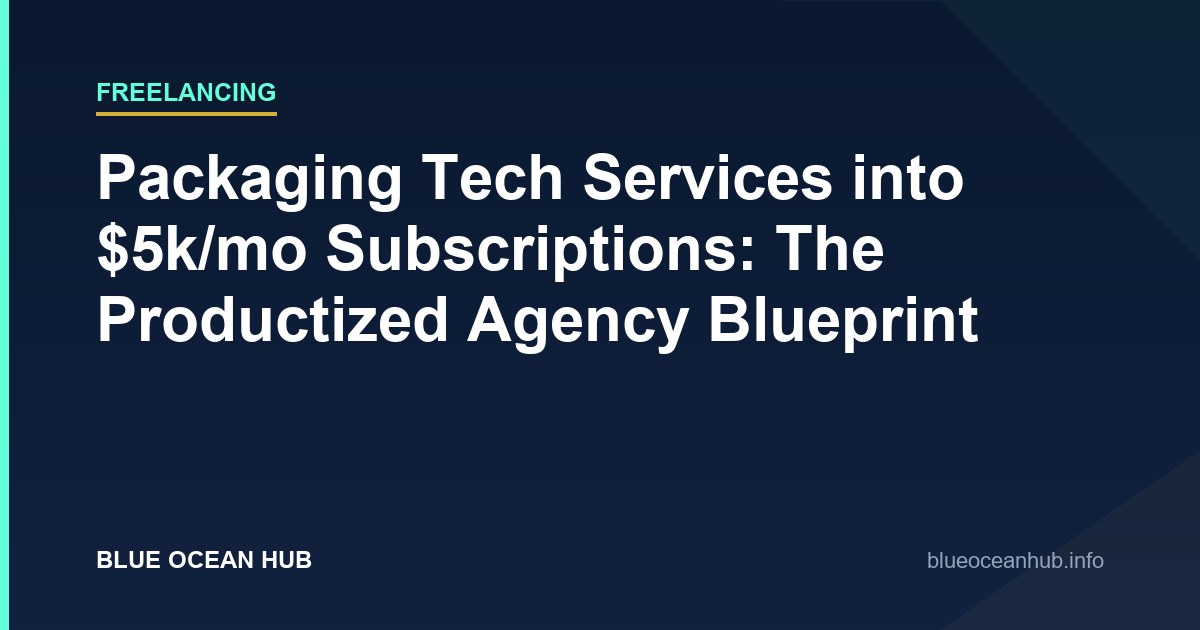 FREELANCING
Packaging Tech Services into
$5k/mo Subscriptions: The
Productized Agency Blueprint
BLUE OCEAN HUB
blueoceanhub.info